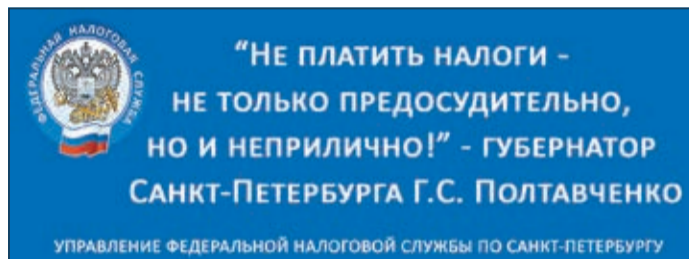 ФЕДЕРАЛЬНАЯ НАЛОГОВАЯ СЛУЖБА
“НЕ ПЛАТИТЬ НАЛОГИ -
НЕ ТОЛЬКО ПРЕДОСУДИТЕЛЬНО,
НО И НЕПРИЛИЧНО!” - ГУБЕРНАТОР
САНКТ-ПЕТЕРБУРГА Г.С. ПОЛТАВЧЕНКО
УПРАВЛЕНИЕ ФЕДЕРАЛЬНОЙ НАЛОГОВОЙ СЛУЖБЫ ПО САНКТ-ПЕТЕРБУРГУ